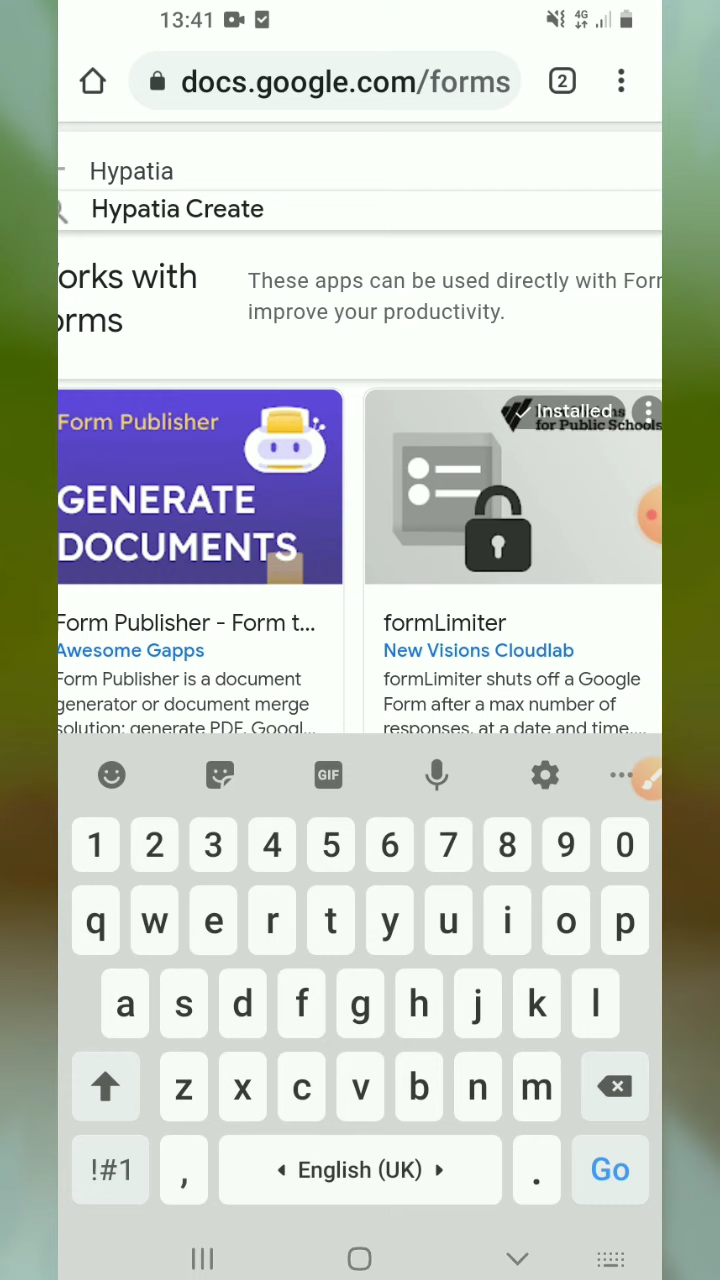 13:41
4G
docs.google.com/forms
2
Hypatia
Hypatia Create
orks with
orms
These apps can be used directly with For
improve your productivity.
Form Publisher
GENERATE
DOCUMENTS
Installed
for Public Schools
Form Publisher - Form t...
Awesome Gapps
Form Publisher is a document
generator or document merge
solution: generate PDF, Googl...
formLimiter
New Visions Cloudlab
formLimiter shuts off a Google
Form after a max number of
responses, at a date and time....
GIF
1 2 3 4 5 6 7 8 9 0
q w e r t y u i o p
a s d f g h j k l
z x c v b n m
!#1 , English (UK) . Go